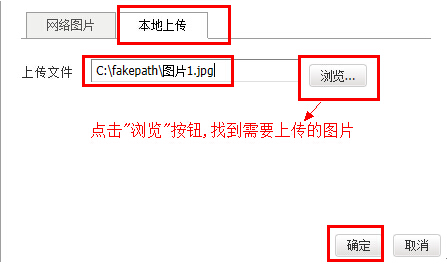 网络图片 本地上传
上传文件 C:\fakepath\图片1.jpg 浏览...
点击"浏览"按钮,找到需要上传的图片
确定 取消